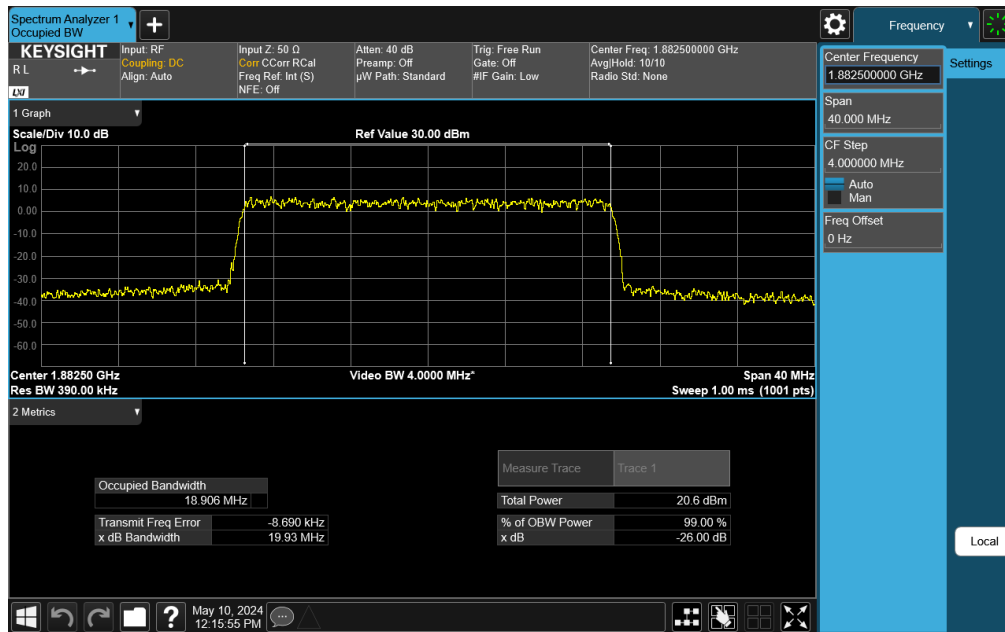 Spectrum Analyzer 1
Occupied BW
Frequency
KEYSIGHT
R L
LXI
Input: RF
Coupling: DC
Align: Auto
Input Z: 50 Ω
Corr CCorr RCal
Freq Ref: Int (S)
NFE: Off
Atten: 40 dB
Preamp: Off
µW Path: Standard
Trig: Free Run
Gate: Off
#IF Gain: Low
Center Freq: 1.882500000 GHz
Avg|Hold: 10/10
Radio Std: None
Center Frequency
1.882500000 GHz
Settings
Span
40.000 MHz
CF Step
4.000000 MHz
Auto
Man
Freq Offset
0 Hz
1 Graph
Scale/Div 10.0 dB
Ref Value 30.00 dBm
Log
20.0
10.0
0.00
-10.0
-20.0
-30.0
-40.0
-50.0
-60.0
Center 1.88250 GHz
Video BW 4.0000 MHz*
Span 40 MHz
Res BW 390.00 kHz
Sweep 1.00 ms (1001 pts)
2 Metrics
Measure Trace
Trace 1
Occupied Bandwidth
18.906 MHz
Total Power
20.6 dBm
Transmit Freq Error
-8.690 kHz
% of OBW Power
99.00 %
x dB Bandwidth
19.93 MHz
x dB
-26.00 dB
Local
?
May 10, 2024
12:15:55 PM